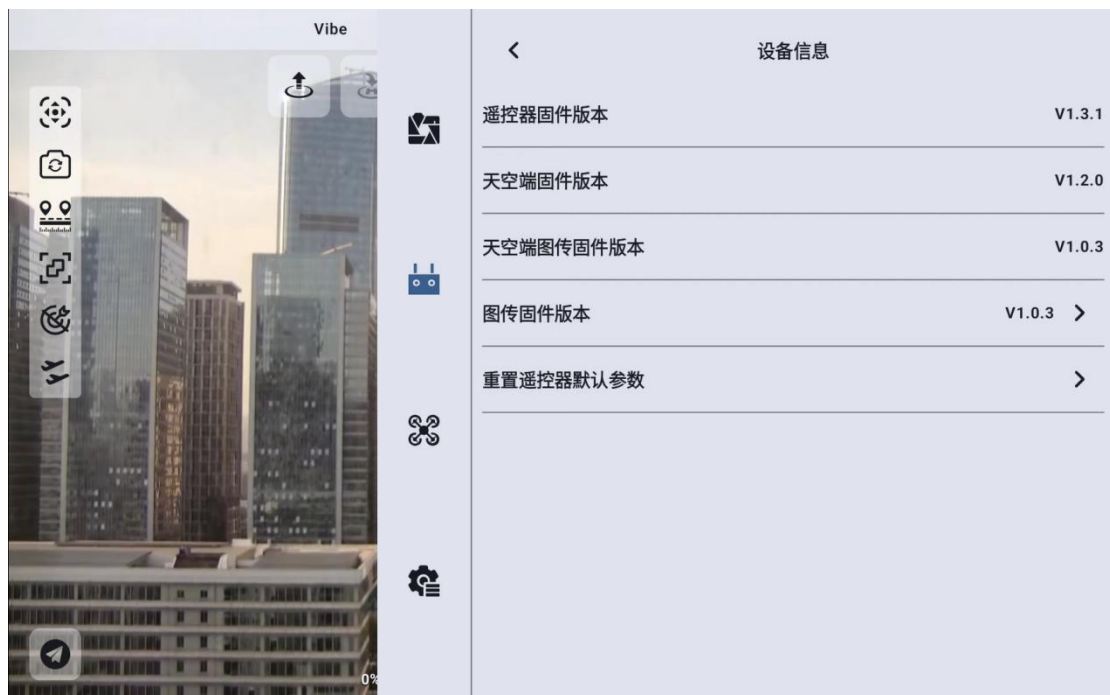 Vibe
设备信息
遥控器固件版本 V1.3.1
天空端固件版本 V1.2.0
天空端图传固件版本 V1.0.3
图传固件版本 V1.0.3
重置遥控器默认参数
0%